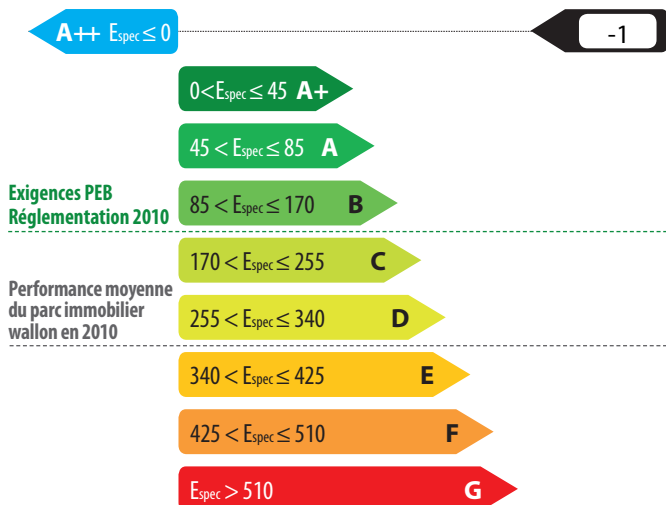 A++ Espec ≤ 0
-1
0 < Espec ≤ 45 A+
45 < Espec ≤ 85 A
Exigences PEB
Réglementation 2010
85 < Espec ≤ 170 B
170 < Espec ≤ 255 C
Performance moyenne
du parc immobilier
wallon en 2010
255 < Espec ≤ 340 D
340 < Espec ≤ 425 E
425 < Espec ≤ 510 F
Espec > 510 G